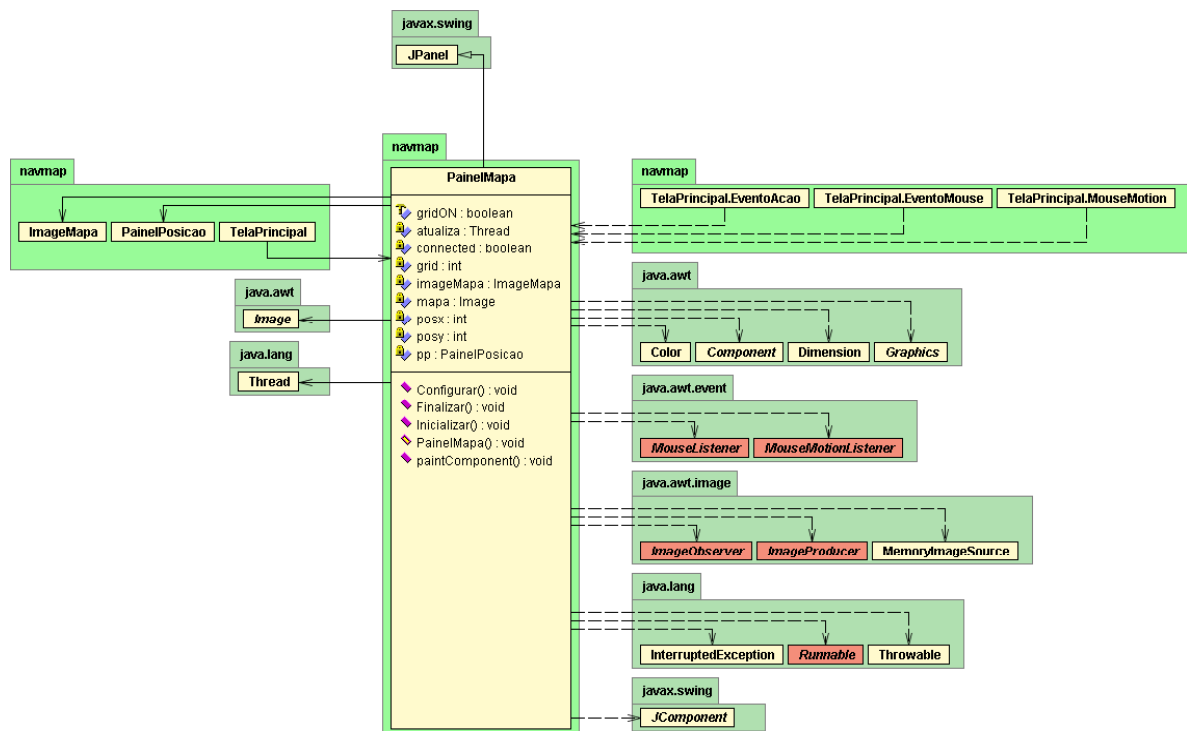 javax.swing
JPanel
navmap
ImageMapa
PainelPosicao
TelaPrincipal
java.awt
Image
java.lang
Thread
navmap
PainelMapa
gridON : boolean
atualiza : Thread
connected : boolean
grid : int
imageMapa : ImageMapa
mapa : Image
posx : int
posy : int
pp : PainelPosicao
Configurar() : void
Finalizar() : void
Inicializar() : void
PainelMapa() : void
paintComponent() : void
navmap
TelaPrincipal.EventoAcao
TelaPrincipal.EventoMouse
TelaPrincipal.MouseMotion
java.awt
Color
Component
Dimension
Graphics
java.awt.event
MouseListener
MouseMotionListener
java.awt.image
ImageObserver
ImageProducer
MemoryImageSource
java.lang
InterruptedException
Runnable
Throwable
javax.swing
JComponent